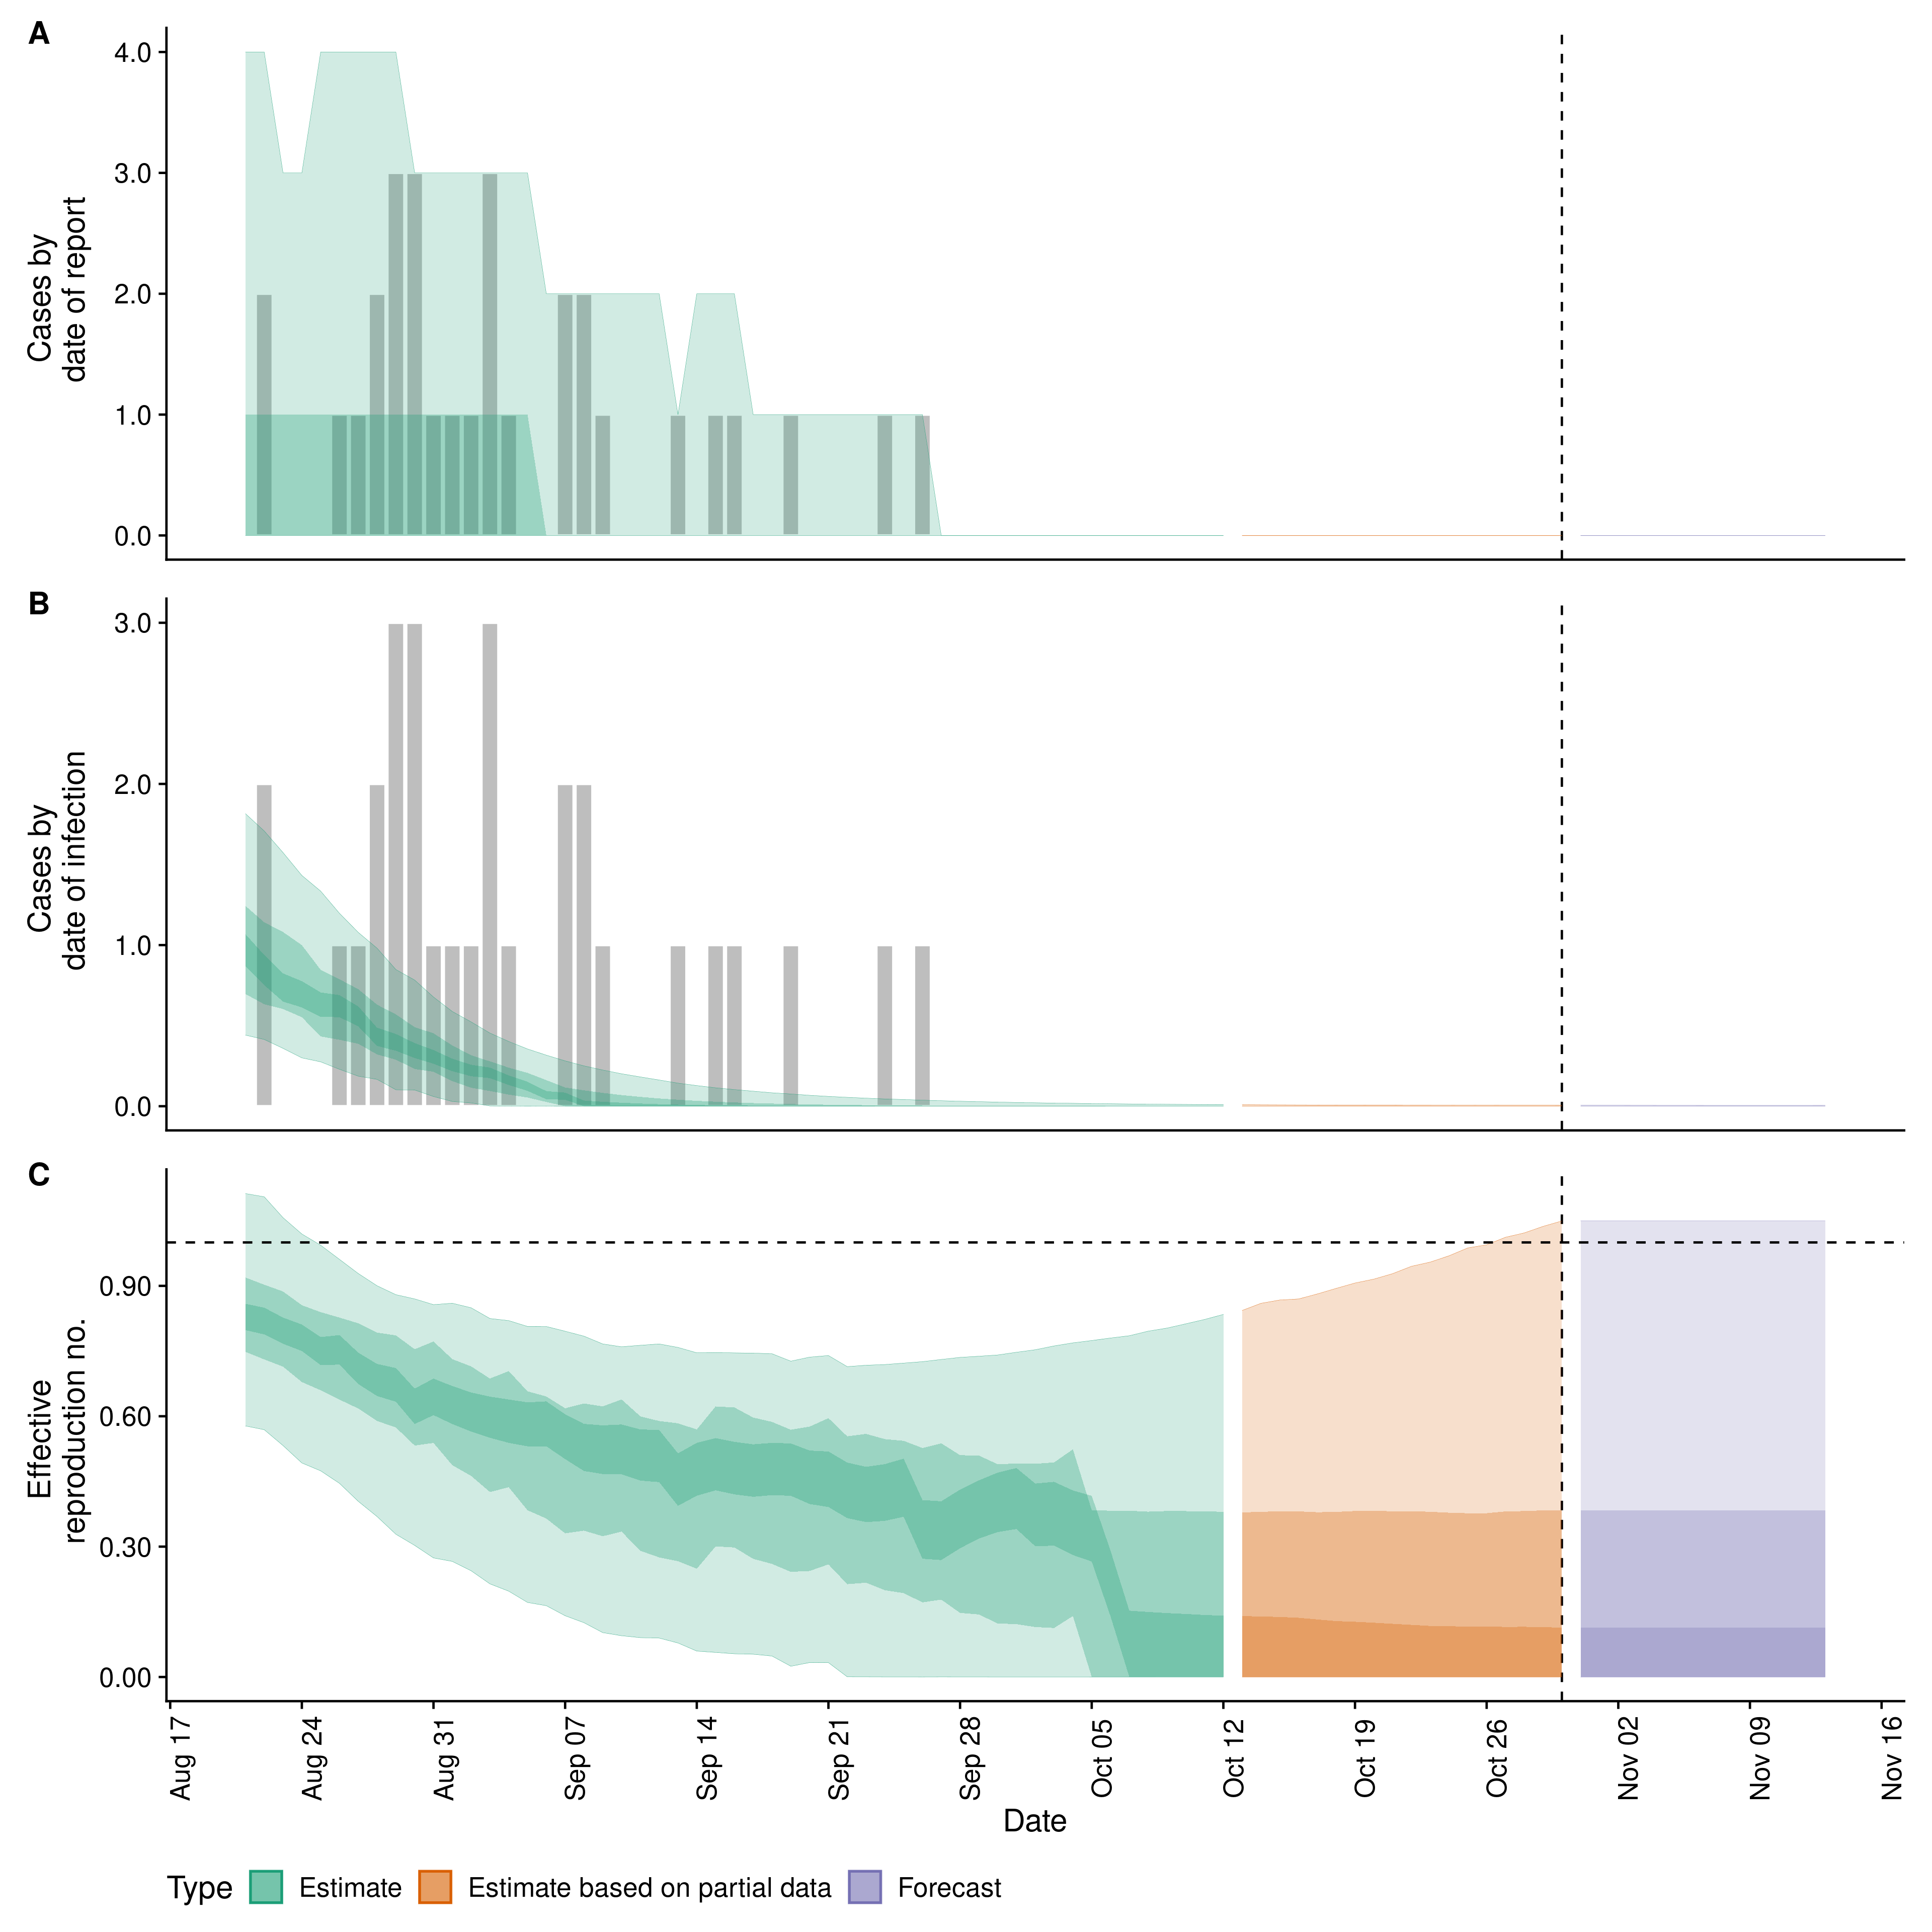 A
4.0
3.0
2.0
1.0
0.0
Cases by
date of report
B
3.0
2.0
1.0
0.0
Cases by
date of infection
C
0.90
0.60
0.30
0.00
Effective
reproduction no.
Aug 17
Aug 24
Aug 31
Sep 07
Sep 14
Sep 21
Sep 28
Oct 05
Oct 12
Oct 19
Oct 26
Nov 02
Nov 09
Nov 16
Date
Type Estimate Estimate based on partial data Forecast